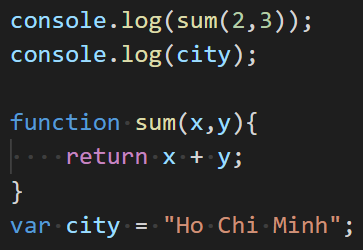 console.log(sum(2,3));
console.log(city);
function sum(x,y){
    return x + y;
}
var city = "Ho Chi Minh";